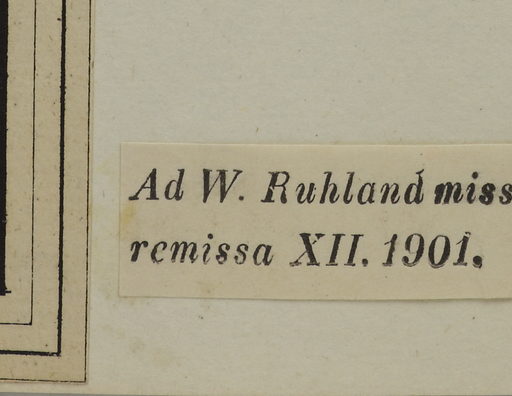 Ad W. Ruhland miss
remissa XII. 1901.